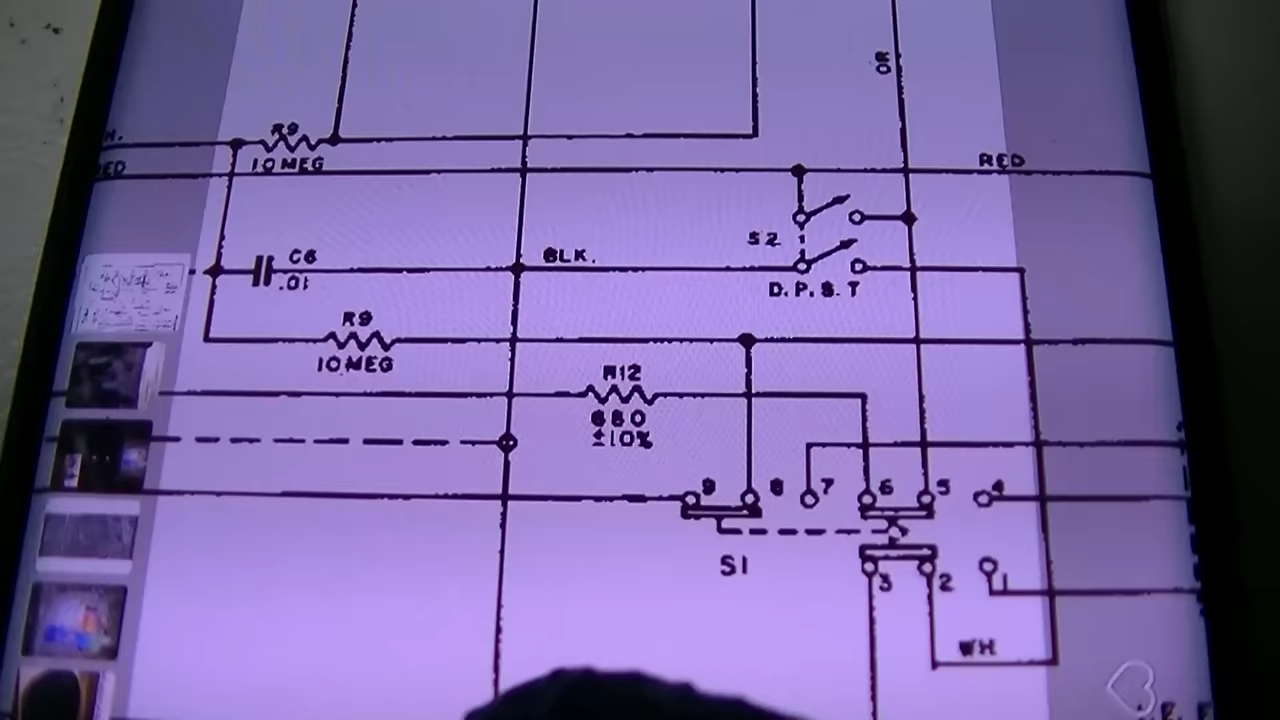 OR
R9
10 MEG
RED
S2
C6
.01
BLK.
D.P.S.T
R9
10 MEG
R12
680
±10%
9
8
7
6
5
4
S1
3
2
1
WH